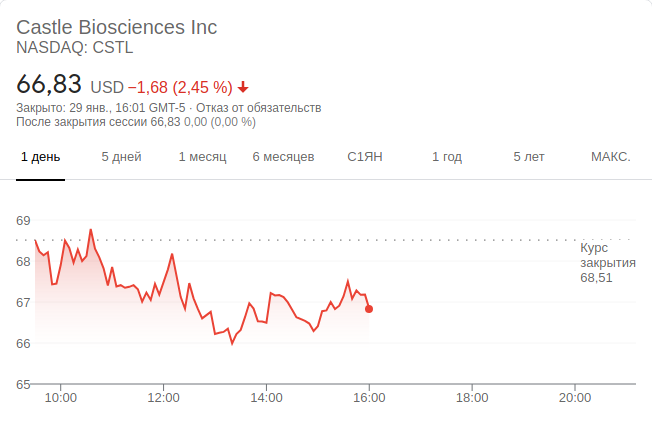 Castle Biosciences Inc
NASDAQ: CSTL
66,83 USD −1,68 (2,45 %)
Закрыто: 29 янв., 16:01 GMT-5 · Отказ от обязательств
После закрытия сессии 66,83 0,00 (0,00 %)
1 день 5 дней 1 месяц 6 месяцев С1ЯН 1 год 5 лет МАКС.
69
68
67
66
65
Курс
закрытия
68,51
10:00 12:00 14:00 16:00 18:00 20:00